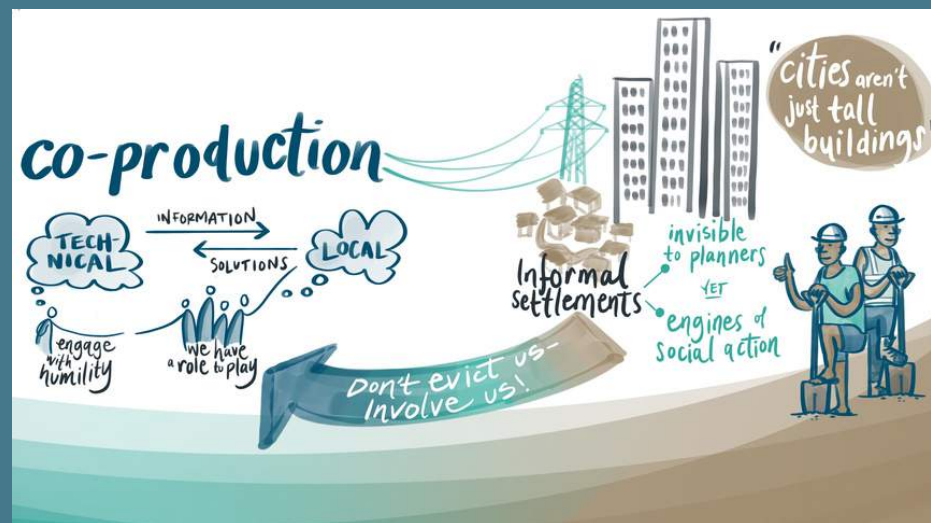 co-production
INFORMATION
TECH-
NICAL
LOCAL
SOLUTIONS
engage
with
humility
we have
a role to play
"cities aren't
just tall
buildings"
Informal
settlements
invisible
to planners
YET
engines of
social action
Don't evict us-
Involve us!